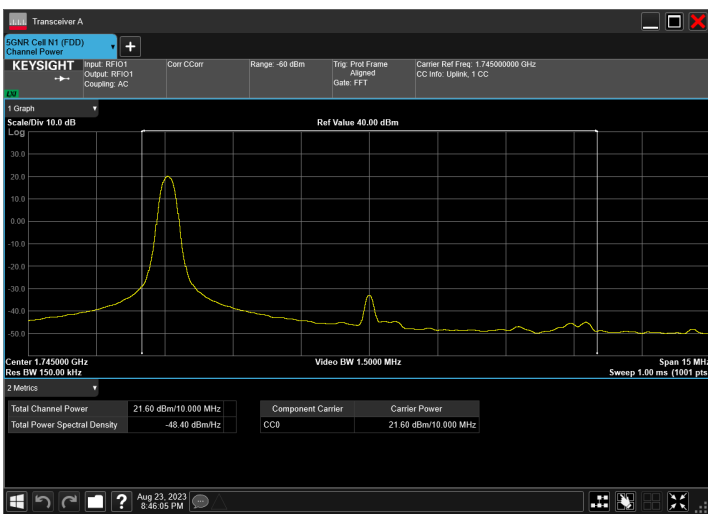 Transceiver A
5GNR Cell N1 (FDD)
Channel Power
KEYSIGHT
LXI
Input: RFIO1
Output: RFIO1
Coupling: AC
Corr CCorr
Range: -60 dBm
Trig: Prot Frame
Aligned
Gate: FFT
Carrier Ref Freq: 1.745000000 GHz
CC Info: Uplink, 1 CC
1 Graph
Scale/Div 10.0 dB
Ref Value 40.00 dBm
Log
30.0
20.0
10.0
0.00
-10.0
-20.0
-30.0
-40.0
-50.0
Center 1.745000 GHz
Video BW 1.5000 MHz
Span 15 MHz
Res BW 150.00 kHz
Sweep 1.00 ms (1001 pts
2 Metrics
Total Channel Power 21.60 dBm/10.000 MHz
Total Power Spectral Density -48.40 dBm/Hz
Component Carrier Carrier Power
CC0 21.60 dBm/10.000 MHz
?
Aug 23, 2023
8:46:05 PM